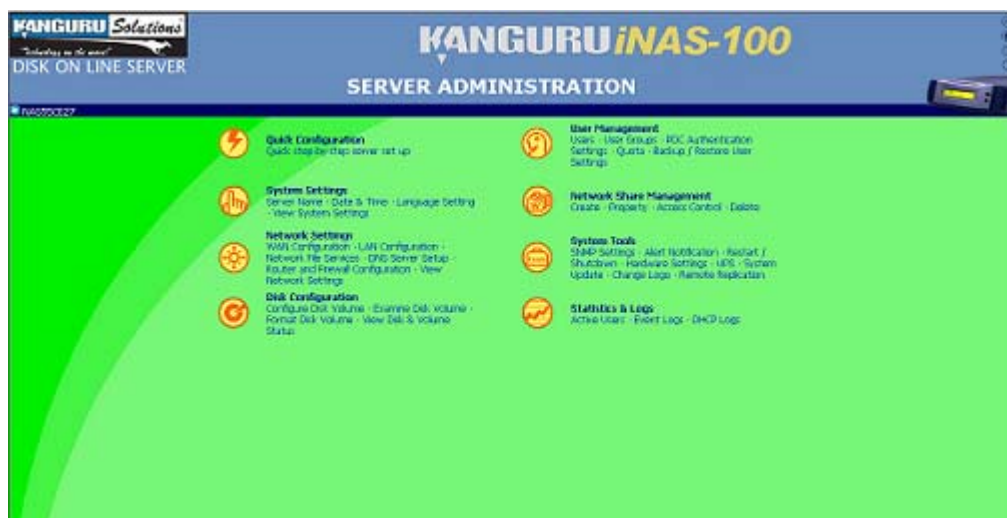 KANGURU Solutions
"technology on the move"
DISK ON LINE SERVER
KANGURU iNAS-100
SERVER ADMINISTRATION
Quick Configuration
Quick step by step server set up
System Settings
Server Name · Date & Time · Language Setting
· View System Settings
Network Settings
WAN Configuration · LAN Configuration ·
Network File Services · DNS Server Setup ·
Router and Firewall Configuration · View
Network Settings
Disk Configuration
Configure Disk Volume · Examine Disk Volume ·
Format Disk Volume · View Disk & Volume
Status
User Management
Users · User Groups · PDC Authentication
Settings · Quota · Backup / Restore User
Settings
Network Share Management
Create · Property · Access Control · Delete
System Tools
SNMP Settings · Alert Notification · Restart /
Shutdown · Hardware Settings · UPS · System
Update · Change Logo · Remote Replication
Statistics & Logs
Active Users · Event Logs · DHCP Logs